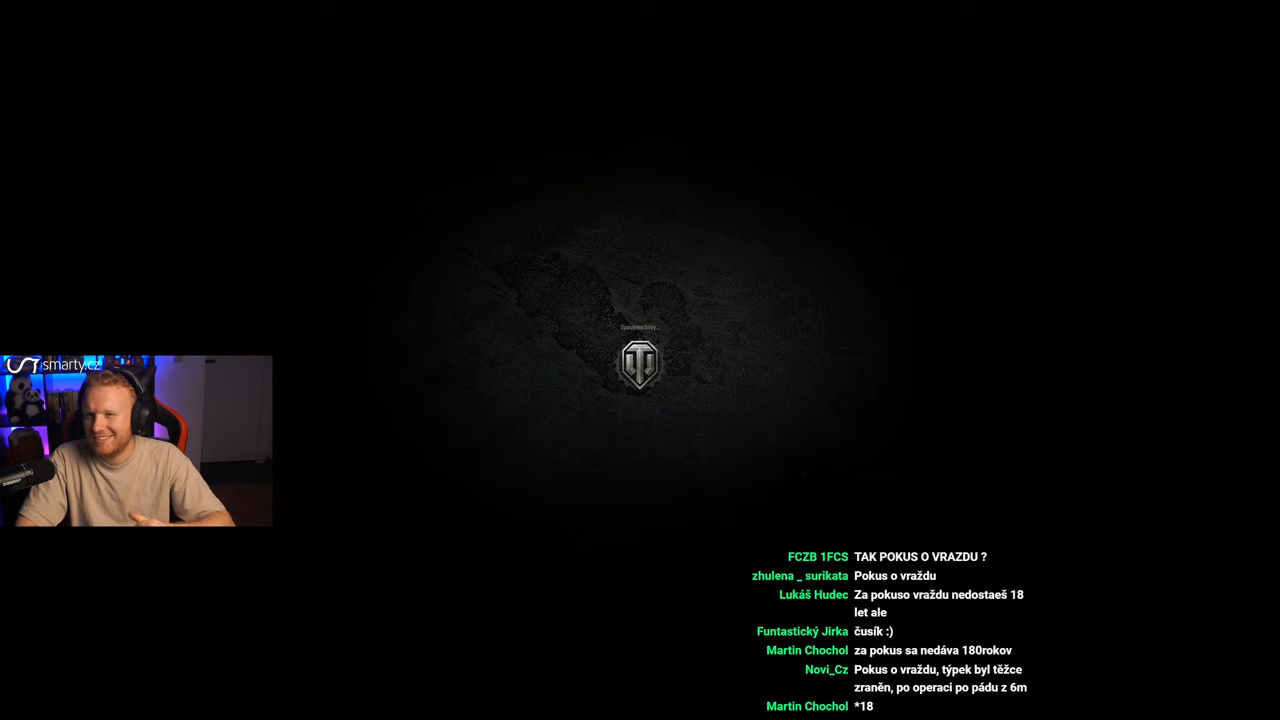 Opouštění bitvy...
smarty.cz
FCZB 1FCS TAK POKUS O VRAZDU ?
zhulena _ surikata Pokus o vraždu
Lukáš Hudec Za pokuso vraždu nedostaeš 18
let ale
Funtastický Jirka čusík :)
Martin Chochol za pokus sa nedáva 180rokov
Novi_Cz Pokus o vraždu, týpek byl těžce
zraněn, po operaci po pádu z 6m
Martin Chochol *18